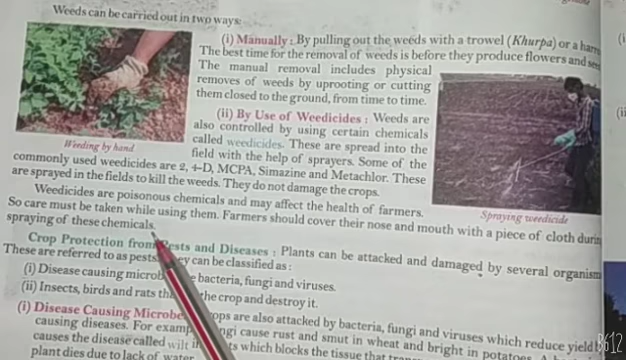 Weeds can be carried out in two ways:
(i) Manually : By pulling out the weeds with a trowel (Khurpa) or a
The best time for the removal of weeds is before they produce flowers and
The manual removal includes physical
removes of weeds by uprooting or cutting
them closed to the ground, from time to time.
(ii) By Use of Weedicides : Weeds are
also controlled by using certain chemicals
called weedicides. These are spread into the
field with the help of sprayers. Some of the
Weeding by hand
commonly used weedicides are 2, 4-D, MCPA, Simazine and Metachlor. These
are sprayed in the fields to kill the weeds. They do not damage the crops.
Spraying weedicide
Weedicides are poisonous chemicals and may affect the health of farmers.
So care must be taken while using them. Farmers should cover their nose and mouth with a piece of cloth
spraying of these chemicals.
Crop Protection from Pests and Diseases : Plants can be attacked and damaged by several
These are referred to as pests. They can be classified as :
(i) Disease causing bacteria, fungi and viruses.
(ii) Insects, birds and rats the crop and destroy it.
(i) Disease Causing are also attacked by bacteria, fungi and viruses which reduce yield
causing diseases. For cause rust and smut in wheat and bright in potatoes.
causes the disease called wilt which blocks the tissue that
plant dies due to lack of water
B612